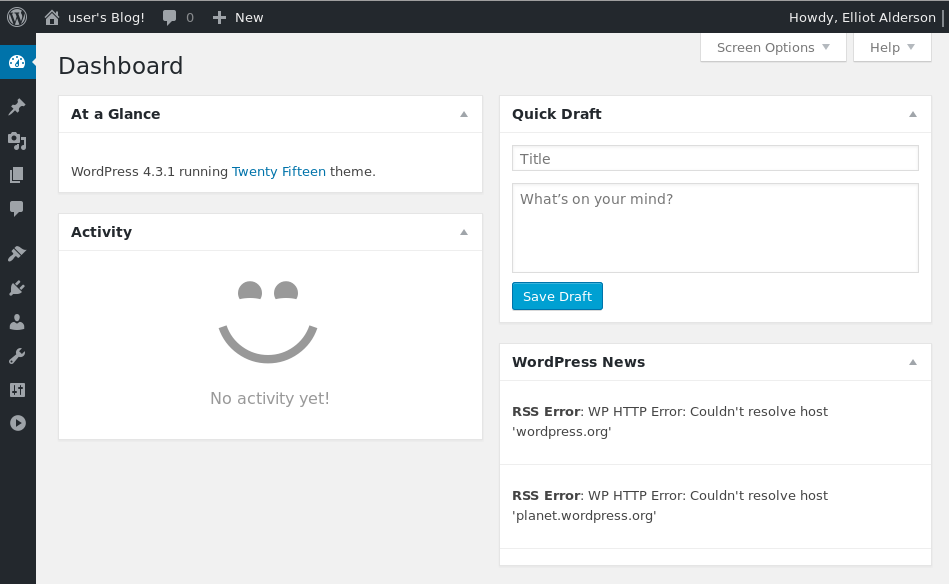 user's Blog!
0
New
Howdy, Elliot Alderson
Screen Options
Help
Dashboard
At a Glance
WordPress 4.3.1 running Twenty Fifteen theme.
Activity
No activity yet!
Quick Draft
Title
What's on your mind?
Save Draft
WordPress News
RSS Error: WP HTTP Error: Couldn't resolve host
'wordpress.org'
RSS Error: WP HTTP Error: Couldn't resolve host
'planet.wordpress.org'